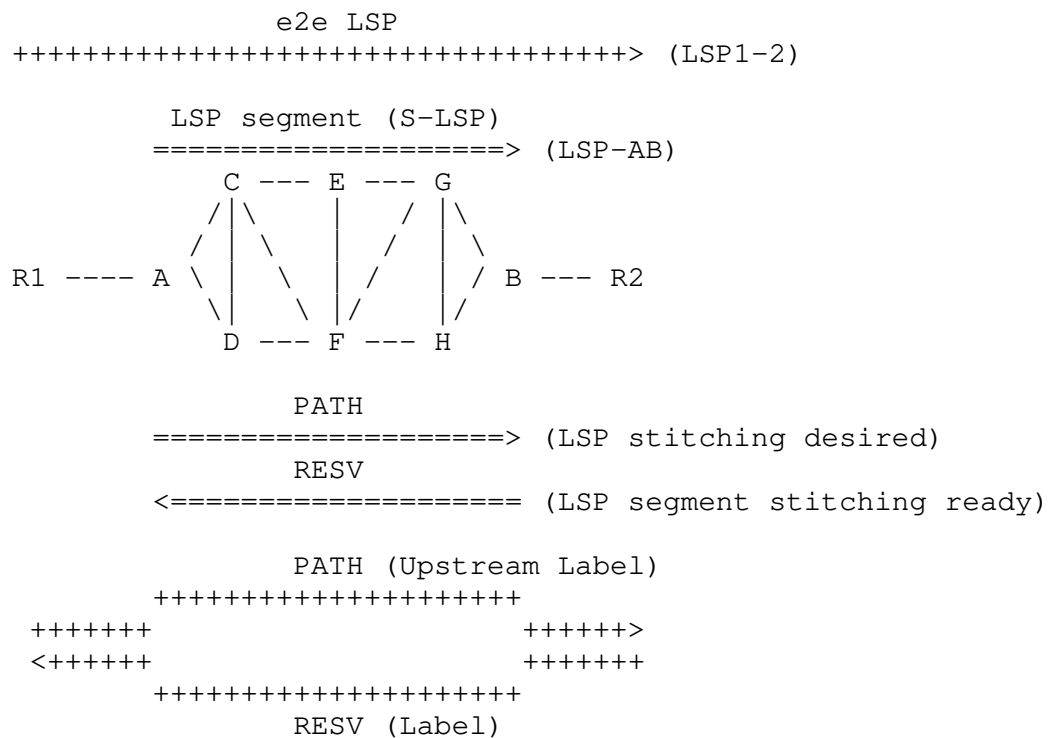 e2e LSP
+++++++++++++++++++++++++++++++++++> (LSP1-2)

           LSP segment (S-LSP)
          ====================> (LSP-AB)
              C --- E --- G
             /|\    |   / |\
            / | \   |  /  | \
R1 ---- A \ |  \  | /   | / B --- R2
           \|   \ |/    |/
              D --- F --- H

                  PATH
          ====================> (LSP stitching desired)
                  RESV
          <==================== (LSP segment stitching ready)

                  PATH (Upstream Label)
          +++++++++++++++++++++
 +++++++                     ++++++>
 <++++++                     +++++++
          +++++++++++++++++++++
                  RESV (Label)